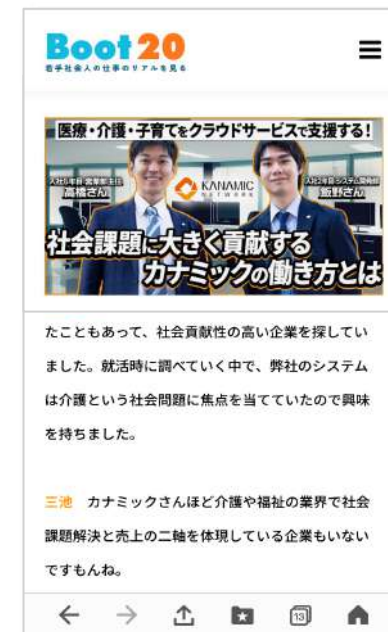 Boot20
若手社会人の仕事のリアルを見る
医療・介護・子育てをクラウドサービスで支援する!
入社5年目 営業部主任
高橋さん
KANAMIC
NETWORK
入社2年目 システム開発部
飯野さん
社会課題に大きく貢献する
カナミックの働き方とは
たこともあって、社会貢献性の高い企業を探してい
ました。就活時に調べていく中で、弊社のシステム
は介護という社会問題に焦点を当てていたので興味
を持ちました。
三池 カナミックさんほど介護や福祉の業界で社会
課題解決と売上の二軸を体現している企業もいない
ですもんね。
13